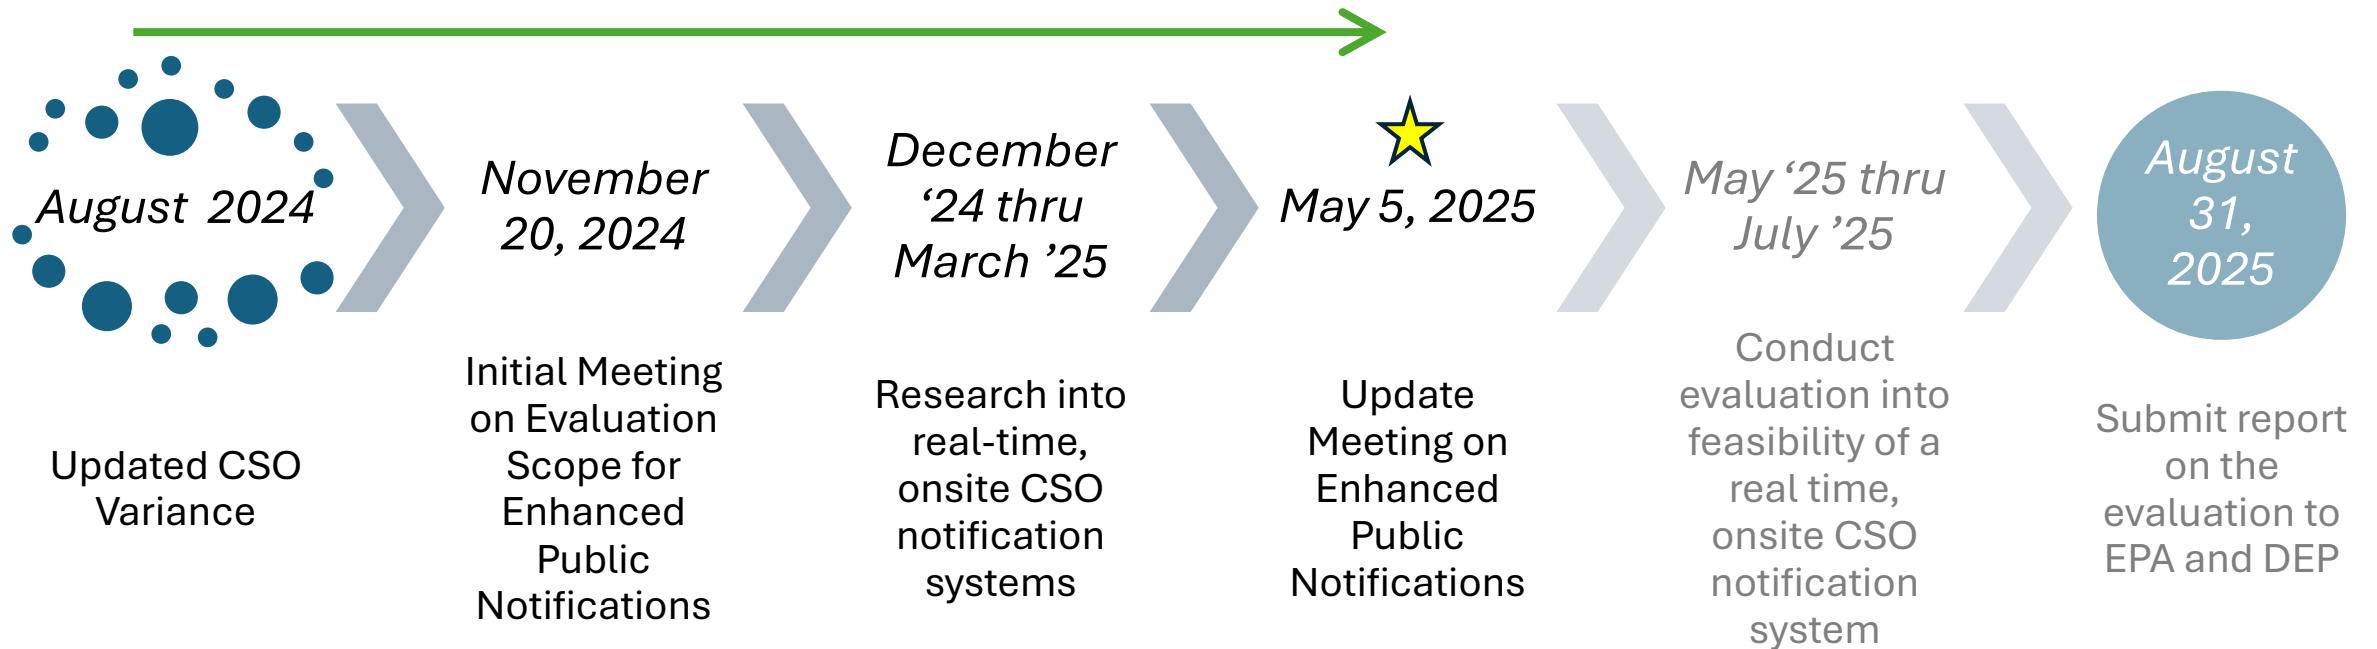 August 2024
Updated CSO
Variance
November
20, 2024
Initial Meeting
on Evaluation
Scope for
Enhanced
Public
Notifications
December
‘24 thru
March ’25
Research into
real-time,
onsite CSO
notification
systems
May 5, 2025
Update
Meeting on
Enhanced
Public
Notifications
May ‘25 thru
July ’25
Conduct
evaluation into
feasibility of a
real time,
onsite CSO
notification
system
August
31,
2025
Submit report
on the
evaluation to
EPA and DEP